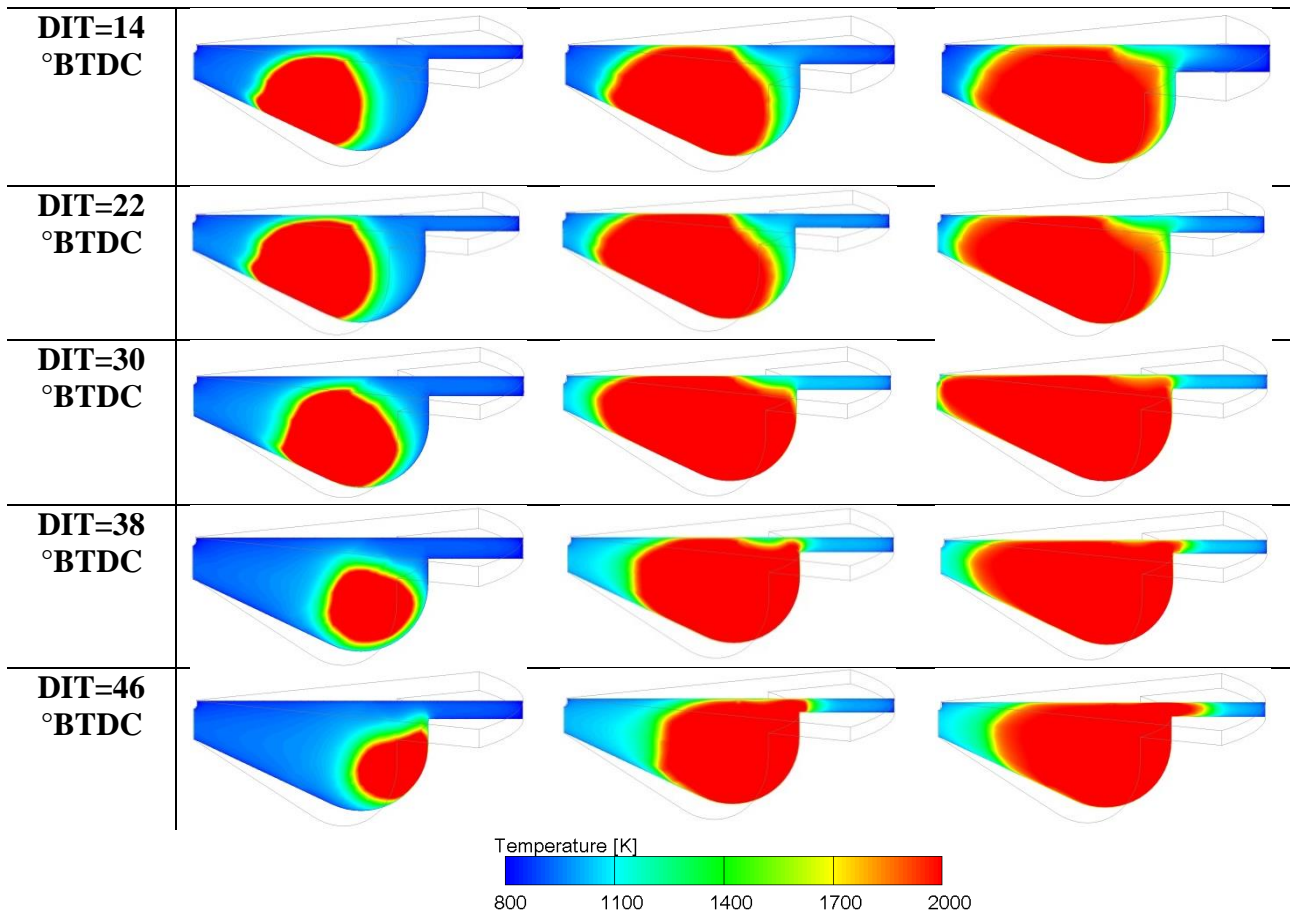 DIT=14
°BTDC
DIT=22
°BTDC
DIT=30
°BTDC
DIT=38
°BTDC
DIT=46
°BTDC
Temperature [K]
800 1100 1400 1700 2000